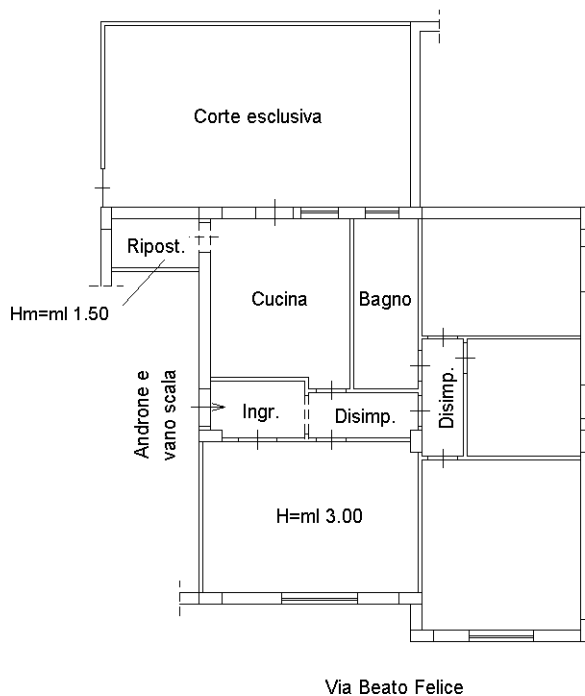 Corte esclusiva
Ripost.
Hm=ml 1.50
Cucina
Bagno
Androne e
vano scala
Ingr.
Disimp.
Disimp.
H=ml 3.00
Via Beato Felice